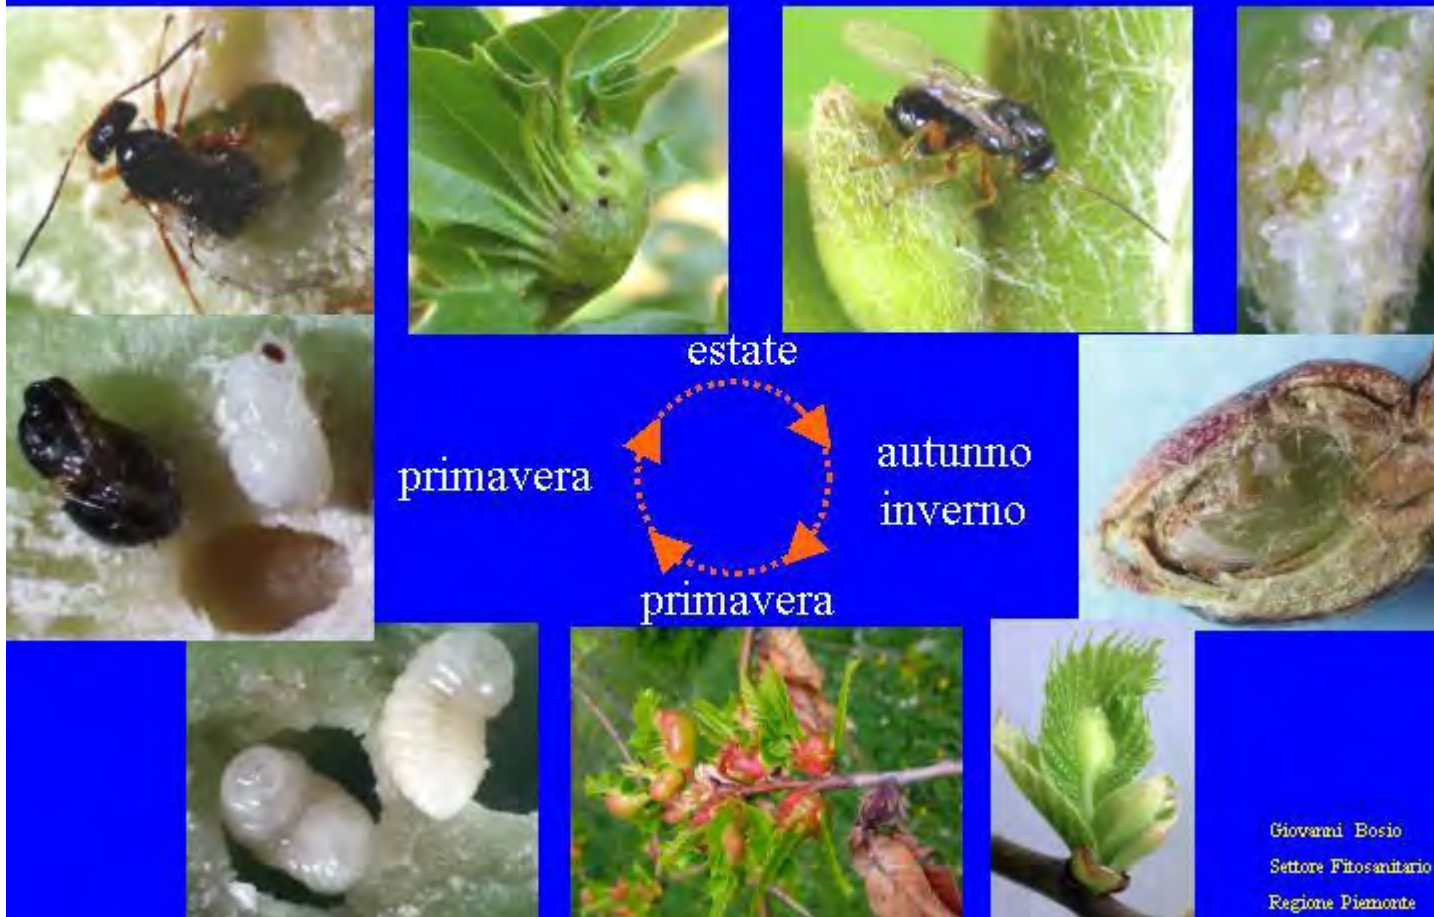 estate
primavera
autunno
inverno
primavera
Giovanni Bosio
Settore Fitosanitario
Regione Piemonte